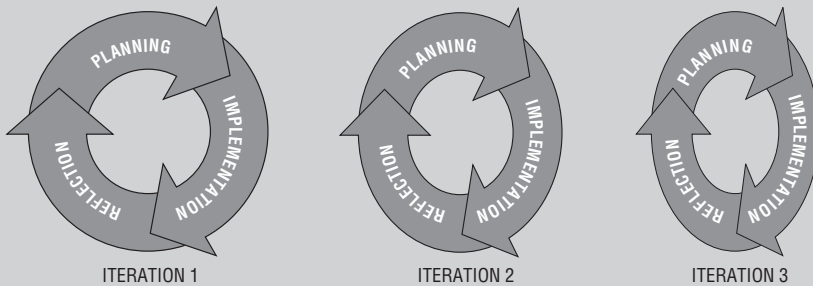 PLANNING
IMPLEMENTATION
REFLECTION
ITERATION 1
PLANNING
IMPLEMENTATION
REFLECTION
ITERATION 2
PLANNING
IMPLEMENTATION
REFLECTION
ITERATION 3